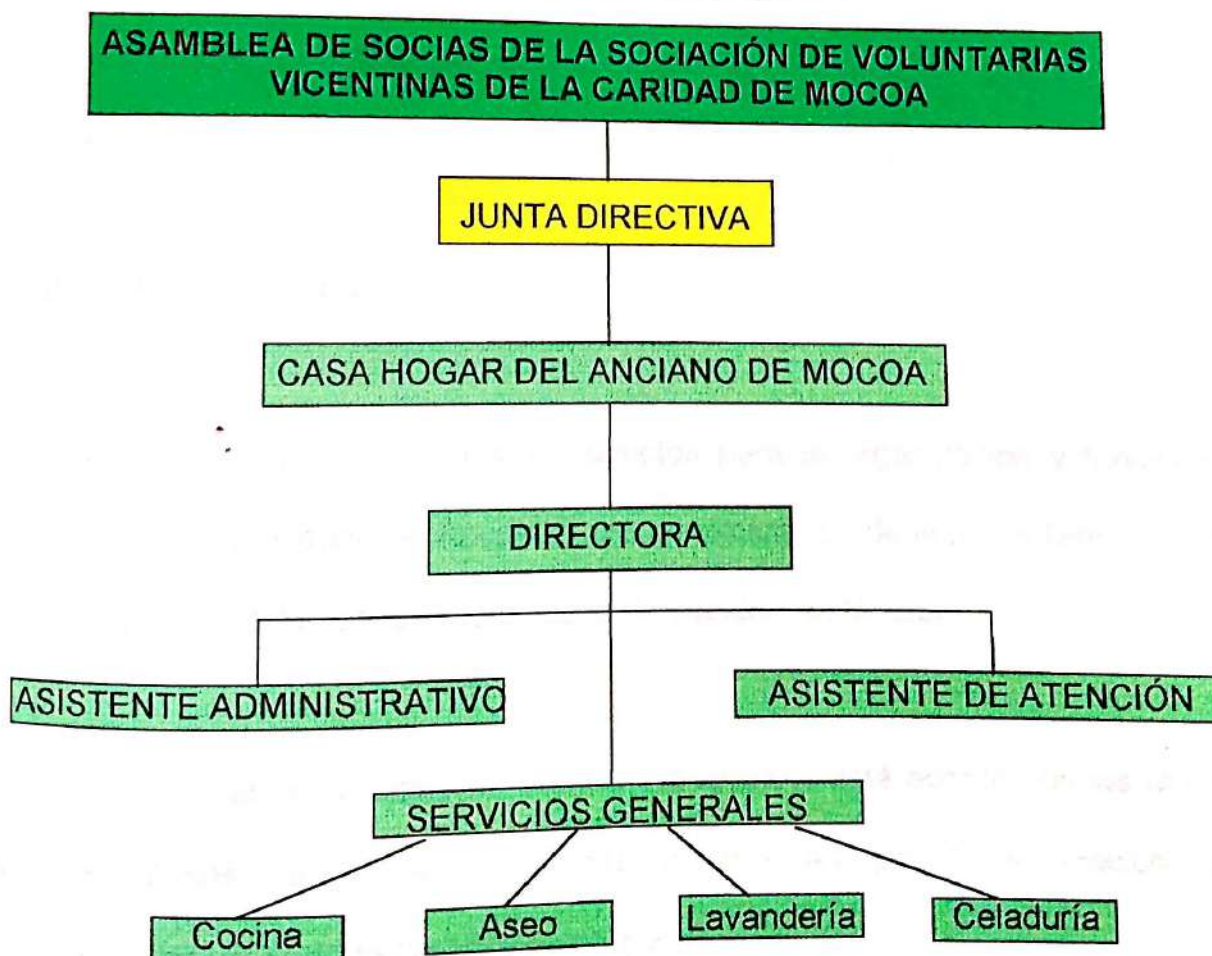 ASAMBLEA DE SOCIAS DE LA SOCIACIÓN DE VOLUNTARIAS
VICENTINAS DE LA CARIDAD DE MOCOA
JUNTA DIRECTIVA
CASA HOGAR DEL ANCIANO DE MOCOA
DIRECTORA
ASISTENTE ADMINISTRATIVO
ASISTENTE DE ATENCIÓN
SERVICIOS GENERALES
Cocina
Aseo
Lavandería
Celaduría